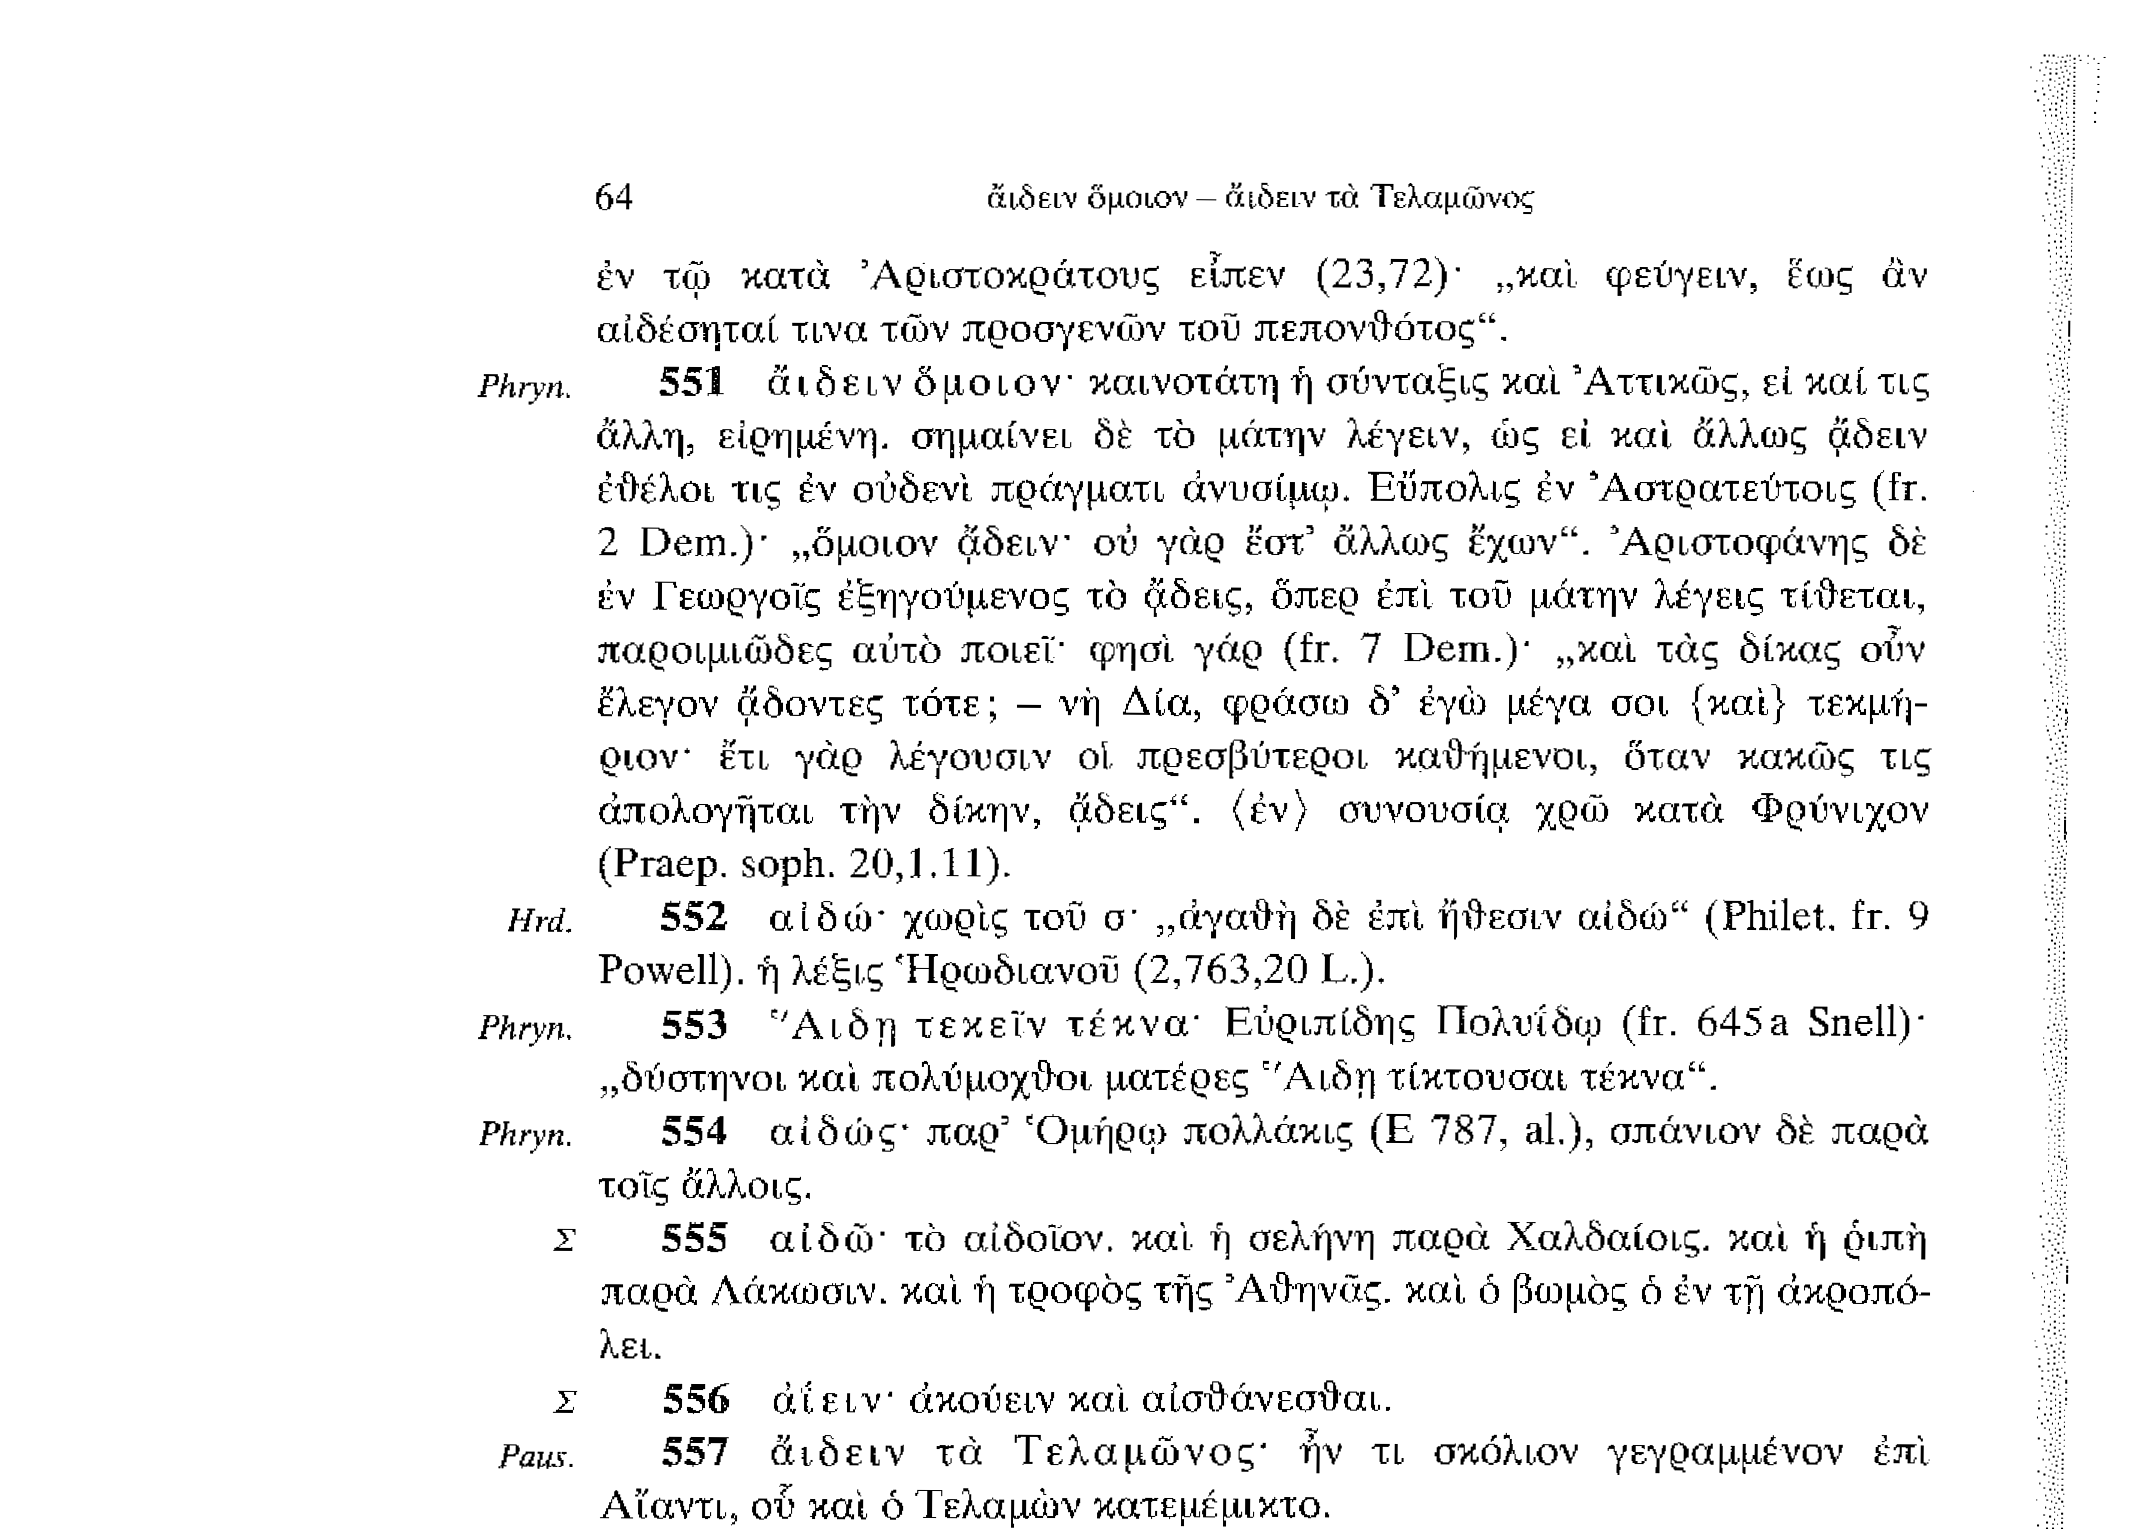 64 ἄιδειν ὅμοιον – ἄιδειν τὰ Τελαμῶνος
ἐν τῷ κατὰ Ἀριστοκράτους εἶπεν (23,72)· „καὶ φεύγειν, ἕως ἂν
αἰδέσηταί τινα τῶν προσγενῶν τοῦ πεπονθότος“.
Phryn. 551 ἄιδειν ὅμοιον· καινοτάτη ἡ σύνταξις καὶ Ἀττικῶς, εἰ καί τις
ἄλλη, εἰρημένη. σημαίνει δὲ τὸ μάτην λέγειν, ὡς εἰ καὶ ἄλλως ᾄδειν
ἐθέλοι τις ἐν οὐδενὶ πράγματι ἀνυσίμῳ. Εὔπολις ἐν Ἀστρατεύτοις (fr.
2 Dem.)· „ὅμοιον ᾄδειν· οὐ γὰρ ἔστ’ ἄλλως ἔχων“. Ἀριστοφάνης δὲ
ἐν Γεωργοῖς ἐξηγούμενος τὸ ᾄδεις, ὅπερ ἐπὶ τοῦ μάτην λέγεις τίθεται,
παροιμιῶδες αὐτὸ ποιεῖ· φησὶ γάρ (fr. 7 Dem.)· „καὶ τὰς δίκας οὖν
ἔλεγον ᾄδοντες τότε; – νὴ Δία, φράσω δ’ ἐγὼ μέγα σοι {καὶ} τεκμή-
ριον· ἔτι γὰρ λέγουσιν οἱ πρεσβύτεροι καθήμενοι, ὅταν κακῶς τις
ἀπολογῆται τὴν δίκην, ᾄδεις“. ⟨ἐν⟩ συνουσίᾳ χρῶ κατὰ Φρύνιχον
(Praep. soph. 20,1.11).
Hrd. 552 αἰδώ· χωρὶς τοῦ σ· „ἀγαθὴ δὲ ἐπὶ ἤθεσιν αἰδώ“ (Philet. fr. 9
Powell). ἡ λέξις Ἡρωδιανοῦ (2,763,20 L.).
Phryn. 553 Ἅιδῃ τεκεῖν τέκνα· Εὐριπίδης Πολυΐδῳ (fr. 645a Snell)·
„δύστηνοι καὶ πολύμοχθοι ματέρες Ἅιδῃ τίκτουσαι τέκνα“.
Phryn. 554 αἰδώς· παρ’ Ὁμήρῳ πολλάκις (E 787, al.), σπάνιον δὲ παρὰ
τοῖς ἄλλοις.
Σ 555 αἰδῶ· τὸ αἰδοῖον. καὶ ἡ σελήνη παρὰ Χαλδαίοις. καὶ ἡ ῥιπὴ
παρὰ Λάκωσιν. καὶ ἡ τροφὸς τῆς Ἀθηνᾶς. καὶ ὁ βωμὸς ὁ ἐν τῇ ἀκροπό-
λει.
Σ 556 ἀΐειν· ἀκούειν καὶ αἰσθάνεσθαι.
Paus. 557 ἄιδειν τὰ Τελαμῶνος· ἦν τι σκόλιον γεγραμμένον ἐπὶ
Αἴαντι, οὗ καὶ ὁ Τελαμὼν κατεμέμικτο.